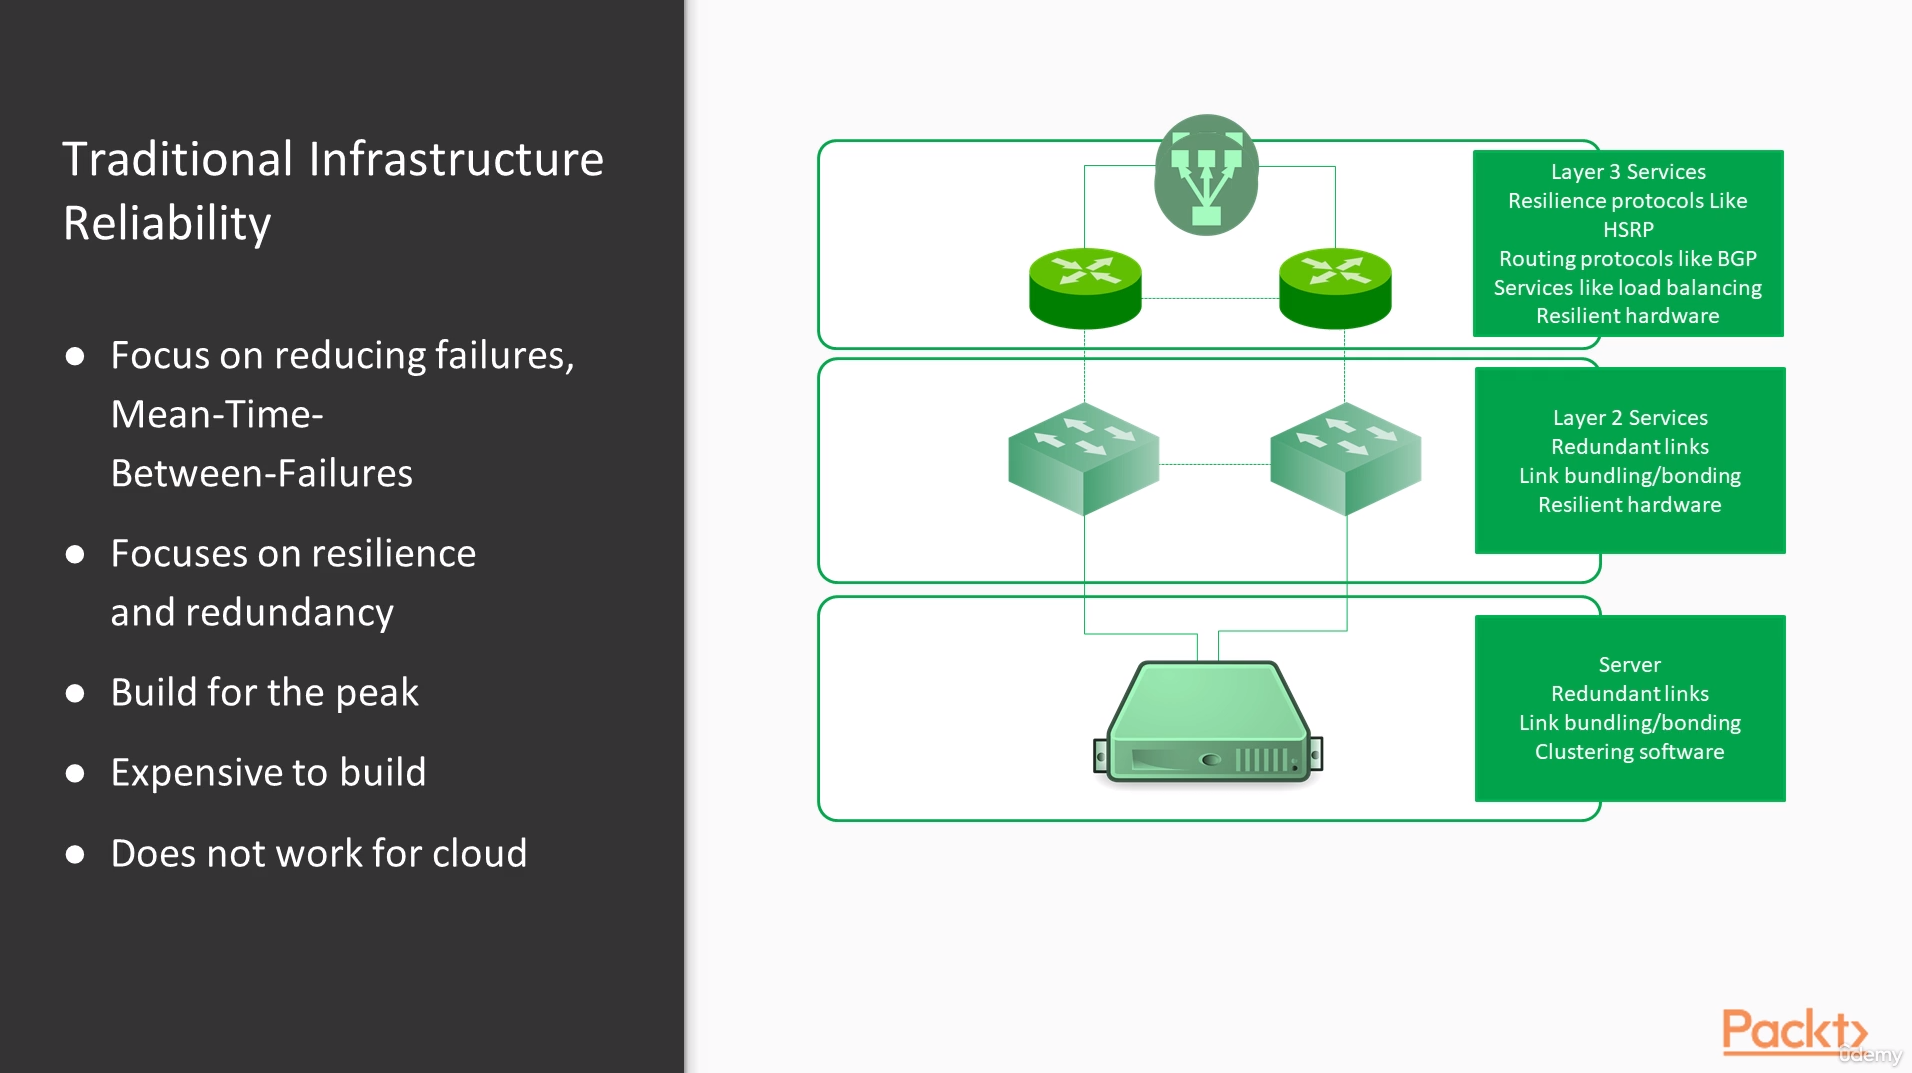 Traditional Infrastructure
Reliability
● Focus on reducing failures,
Mean-Time-
Between-Failures
● Focuses on resilience
and redundancy
● Build for the peak
● Expensive to build
● Does not work for cloud
Layer 3 Services
Resilience protocols Like
HSRP
Routing protocols like BGP
Services like load balancing
Resilient hardware
Layer 2 Services
Redundant links
Link bundling/bonding
Resilient hardware
Server
Redundant links
Link bundling/bonding
Clustering software
Packt>
Udemy